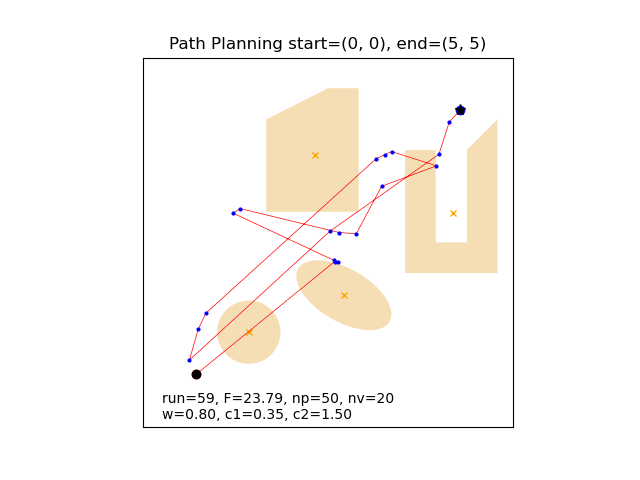 Path Planning start=(0, 0), end=(5, 5)
run=59, F=23.79, np=50, nv=20
w=0.80, c1=0.35, c2=1.50